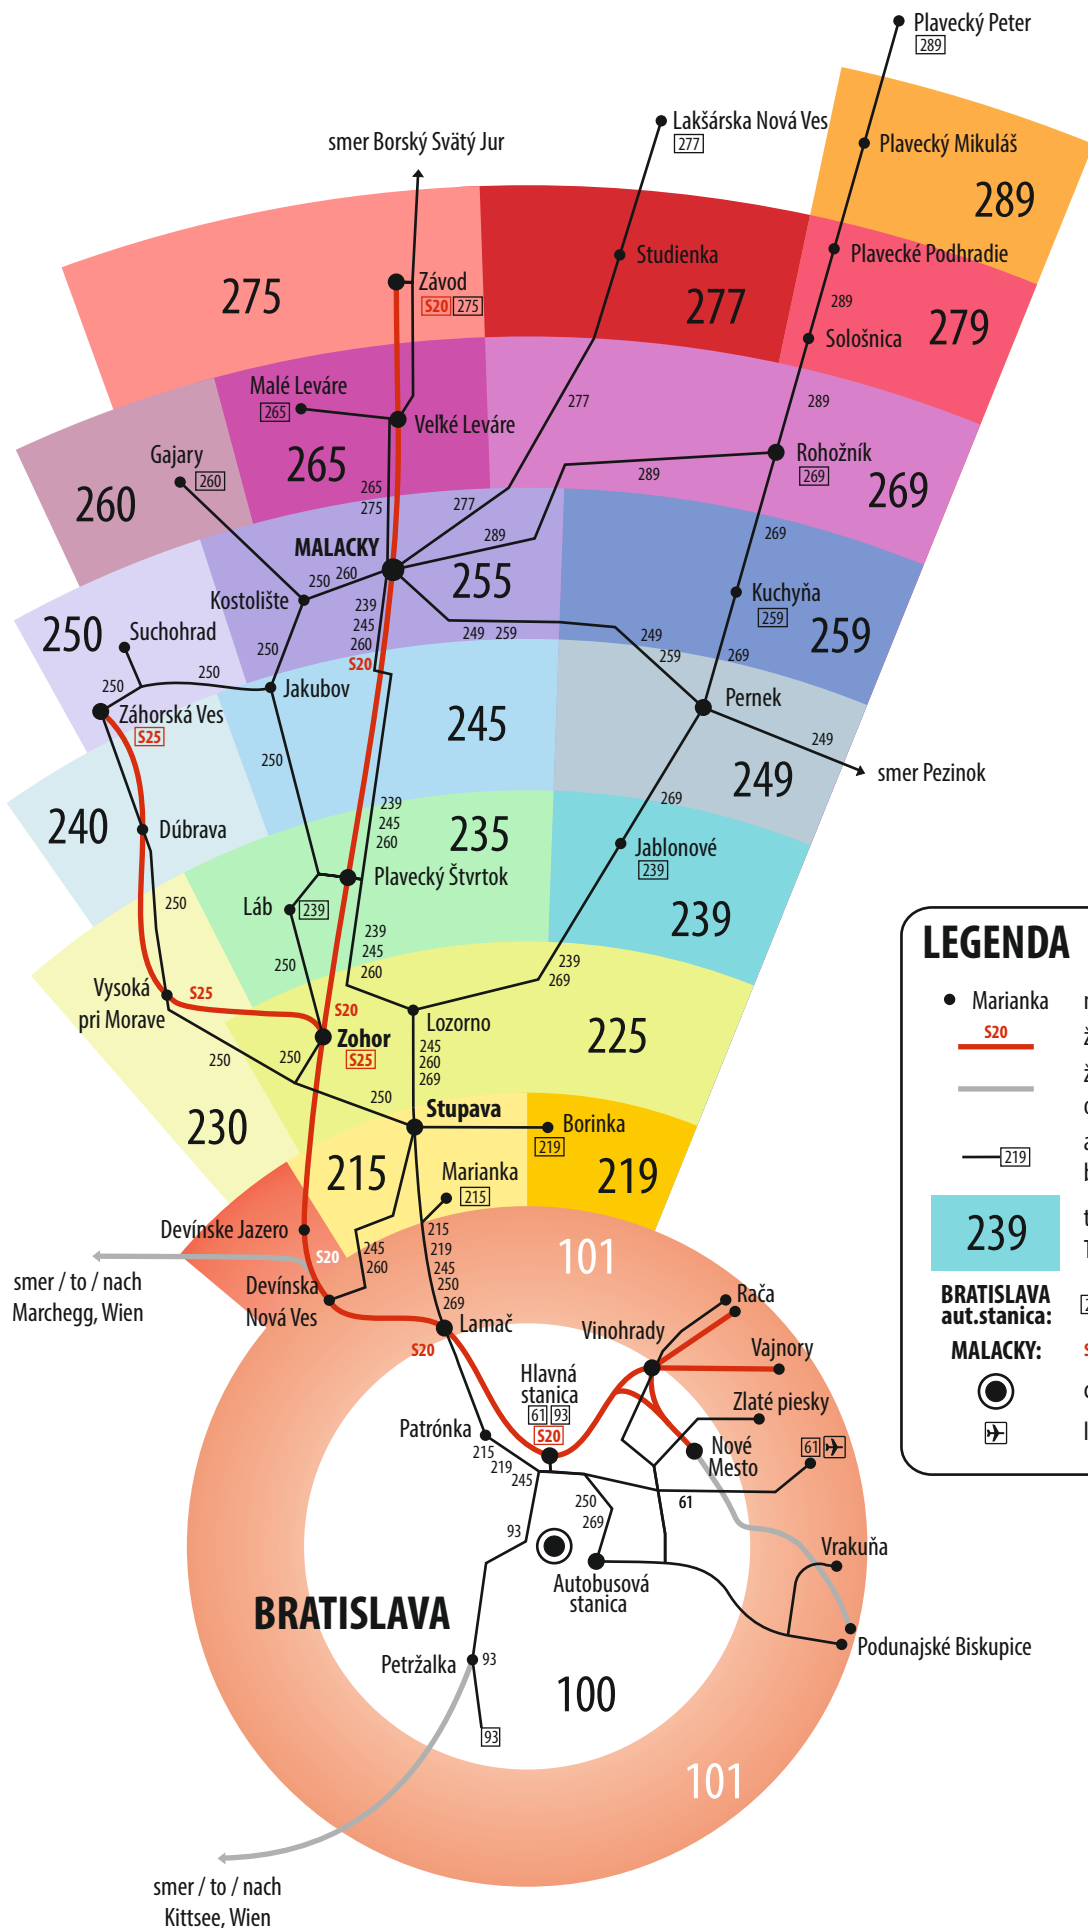 Plavecký Peter
289
Lakšárska Nová Ves
277
smer Borský Svätý Jur
Plavecký Mikuláš
289
Studienka
Plavecké Podhradie
275
Závod
S20 275
277
289
279
Sološnica
Malé Leváre
265
Veľké Leváre
277
289
Gajary
260
265
Rohožník
269
289
269
260
265
275
277
289
269
MALACKY
255
250 260
Kostolište
239
245
260
S20
Kuchyňa
259
259
249 259
249
259
269
250
Suchohrad
250
250
250
Jakubov
Pernek
Záhorská Ves
S25
245
249
smer Pezinok
250
249
269
240
Dúbrava
239
245
260
235
Jablonové
239
Plavecký Štvrtok
Láb
239
250
239
239
245
260
250
239
269
Vysoká
pri Morave
S25
S20
Lozorno
225
Zohor
S25
245
260
269
250
250
250
Stupava
230
Borinka
219
215
Marianka
215
219
Devínske Jazero
215
219
245
250
269
245
260
101
S20
smer / to / nach
Marchegg, Wien
Devínska
Nová Ves
Lamač
S20
Rača
Vinohrady
Vajnory
Hlavná
stanica
61 93
S20
Zlaté piesky
Patrónka
Nové
Mesto
61
215
219
245
250
269
61
93
Vrakuňa
Autobusová
stanica
BRATISLAVA
Podunajské Biskupice
Petržalka
93
100
93
101
smer / to / nach
Kittsee, Wien
LEGENDA
Marianka
S20
219
239
BRATISLAVA
aut.stanica:
MALACKY: